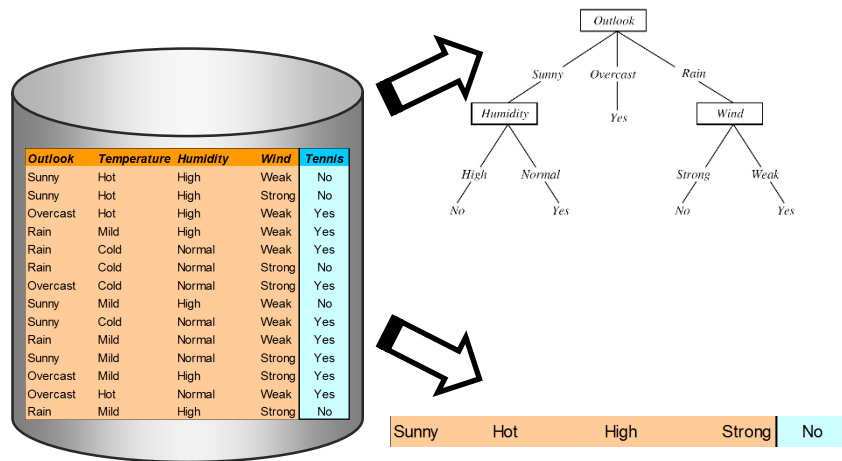 Outlook Temperature Humidity Wind Tennis
Sunny Hot High Weak No
Sunny Hot High Strong No
Overcast Hot High Weak Yes
Rain Mild High Weak Yes
Rain Cold Normal Weak Yes
Rain Cold Normal Strong No
Overcast Cold Normal Strong Yes
Sunny Mild High Weak No
Sunny Cold Normal Weak Yes
Rain Mild Normal Weak Yes
Sunny Mild Normal Strong Yes
Overcast Mild High Strong Yes
Overcast Hot Normal Weak Yes
Rain Mild High Strong No
Outlook
Sunny Overcast Rain
Humidity Yes Wind
High Normal Strong Weak
No Yes No Yes
Sunny Hot High Strong No